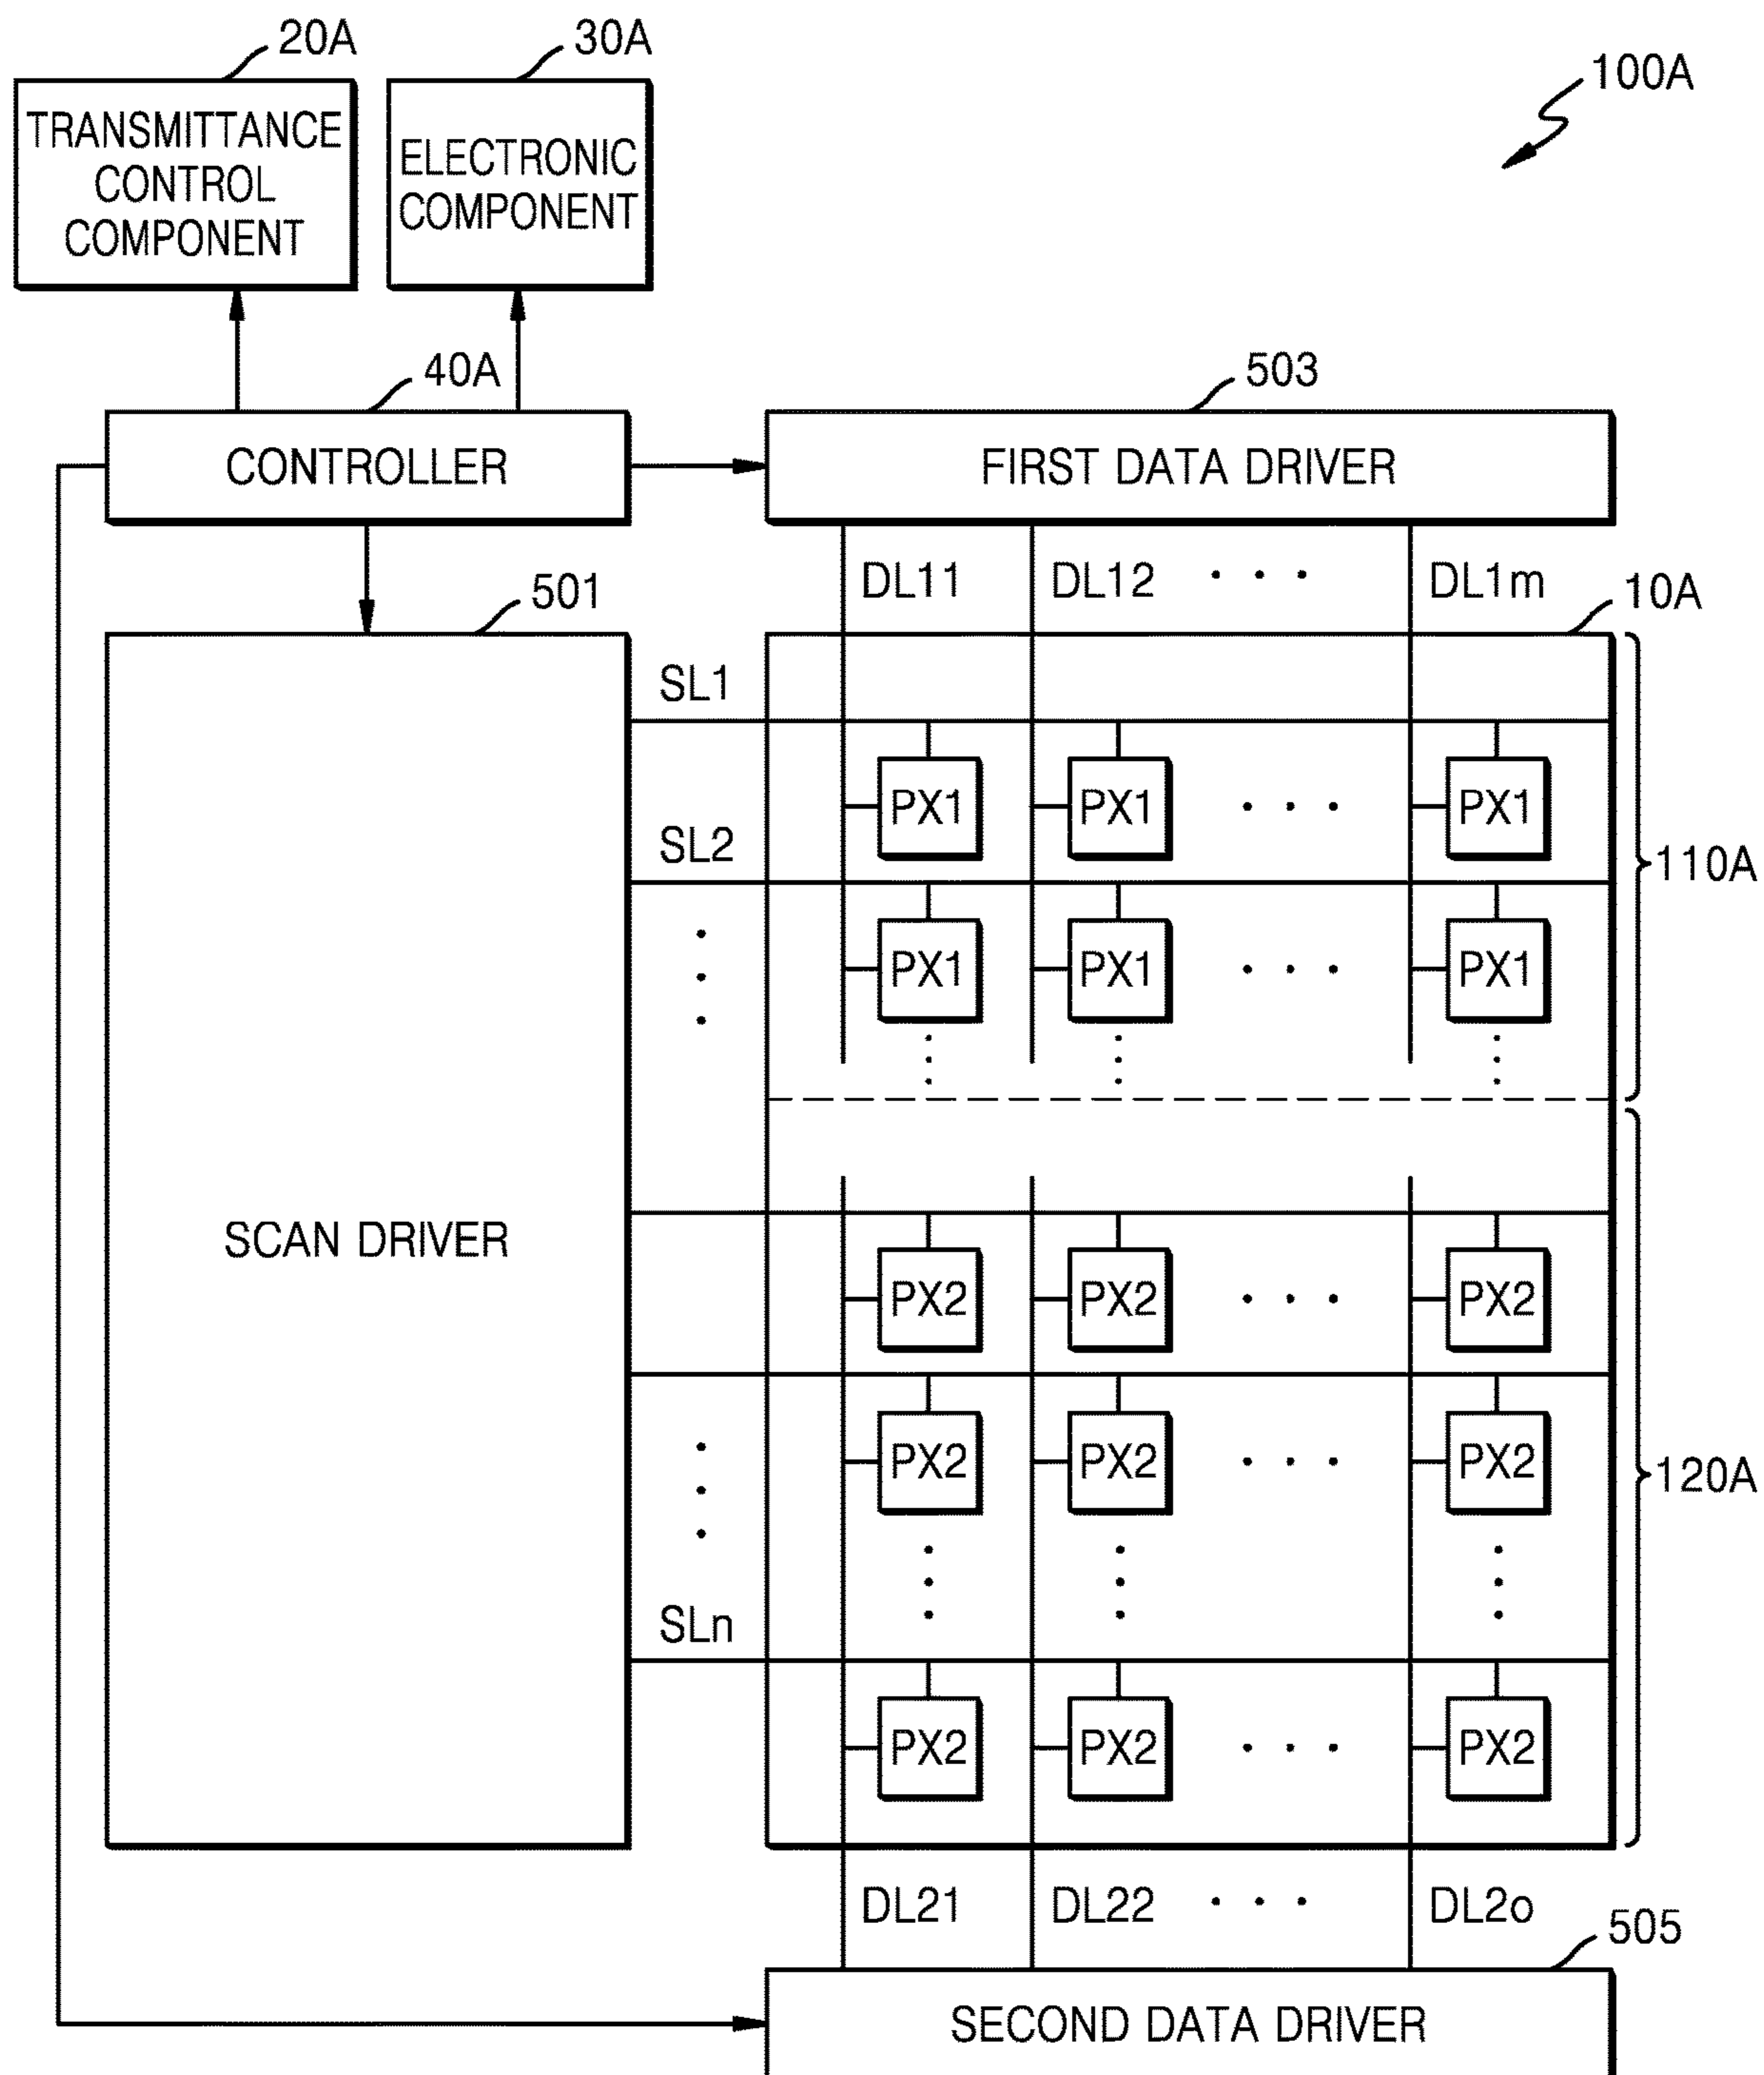 20A
30A
100A
TRANSMITTANCE
CONTROL
COMPONENT
ELECTRONIC
COMPONENT
40A
503
CONTROLLER
FIRST DATA DRIVER
DL11 DL12 · · · DL1m
501
10A
SL1
PX1 PX1 · · · PX1
SL2
110A
PX1 PX1 · · · PX1
SCAN DRIVER
PX2 PX2 · · · PX2
PX2 PX2 · · · PX2
120A
SLn
PX2 PX2 · · · PX2
DL21 DL22 · · · DL2o
505
SECOND DATA DRIVER